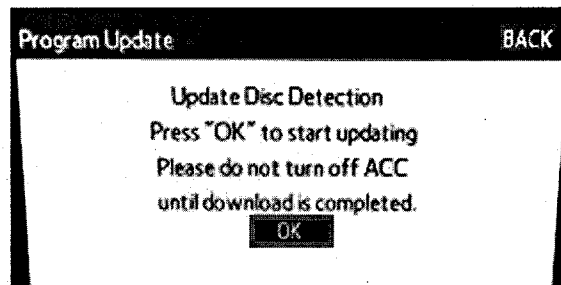 Program Update
BACK
Update Disc Detection
Press "OK" to start updating
Please do not turn off ACC
until download is completed.
OK